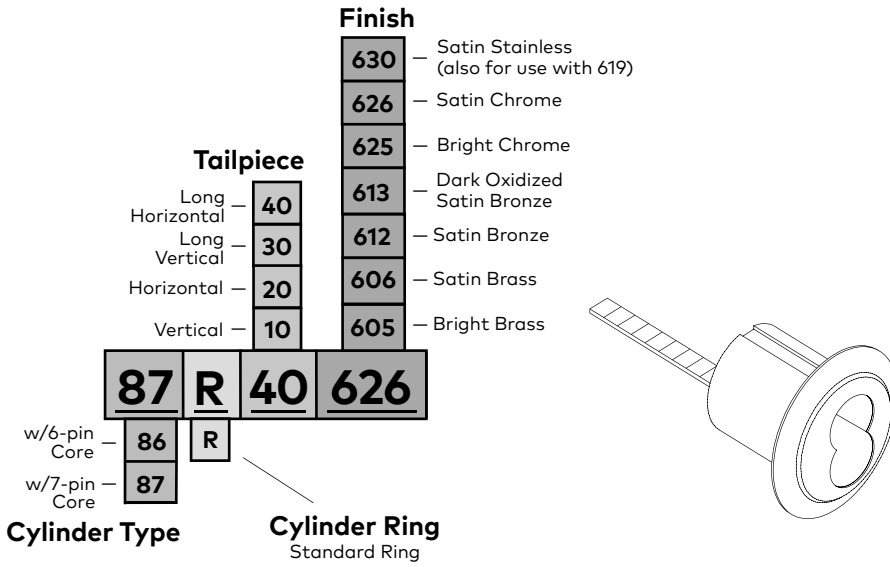 Finish
630
Satin Stainless
(also for use with 619)
626
Satin Chrome
625
Bright Chrome
613
Dark Oxidized
Satin Bronze
612
Satin Bronze
606
Satin Brass
605
Bright Brass
Tailpiece
Long
Horizontal
40
Long
Vertical
30
Horizontal
20
Vertical
10
87 R 40 626
w/6-pin
Core
86
R
w/7-pin
Core
87
Cylinder Type
Cylinder Ring
Standard Ring